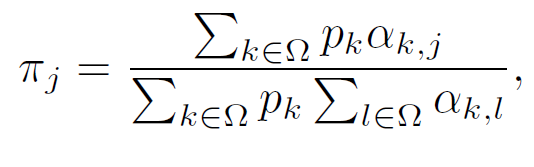 π_j = \frac{\sum_{k∈Ω} p_k α_{k,j}}{\sum_{k∈Ω} p_k \sum_{l∈Ω} α_{k,l}},